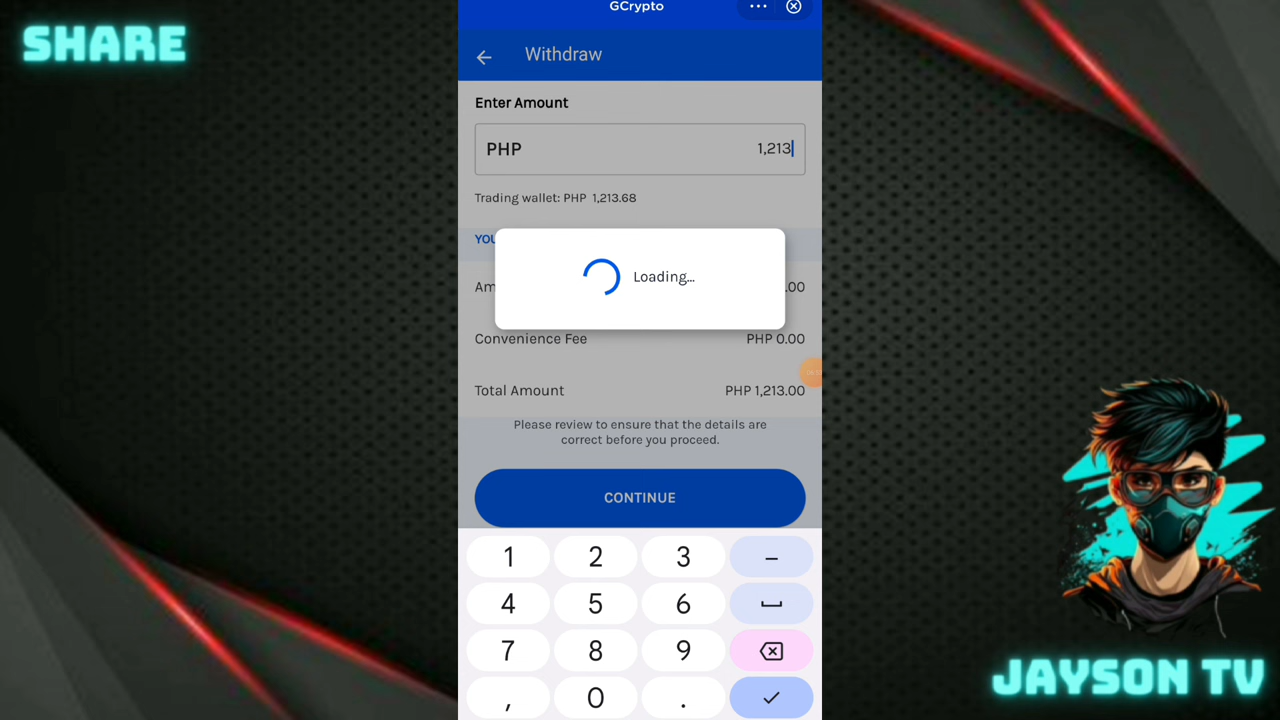 SHARE
GCrypto
Withdraw
Enter Amount
PHP 1,213
Trading wallet: PHP 1,213.68
YOU
Loading...
Am .00
Convenience Fee PHP 0.00
Total Amount PHP 1,213.00
Please review to ensure that the details are
correct before you proceed.
CONTINUE
1 2 3 –
4 5 6
7 8 9
, 0 .
JAYSON TV